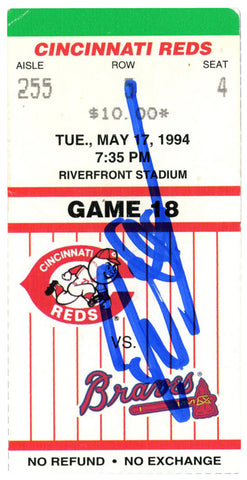 CINCINNATI REDS
AISLE SEAT
255 4
$10.00*
TUE., MAY 17, 1994
7:35 PM
RIVERFRONT STADIUM
GAME 18
CINCINNATI
REDS
VS.
Braves
NO REFUND • NO EXCHANGE